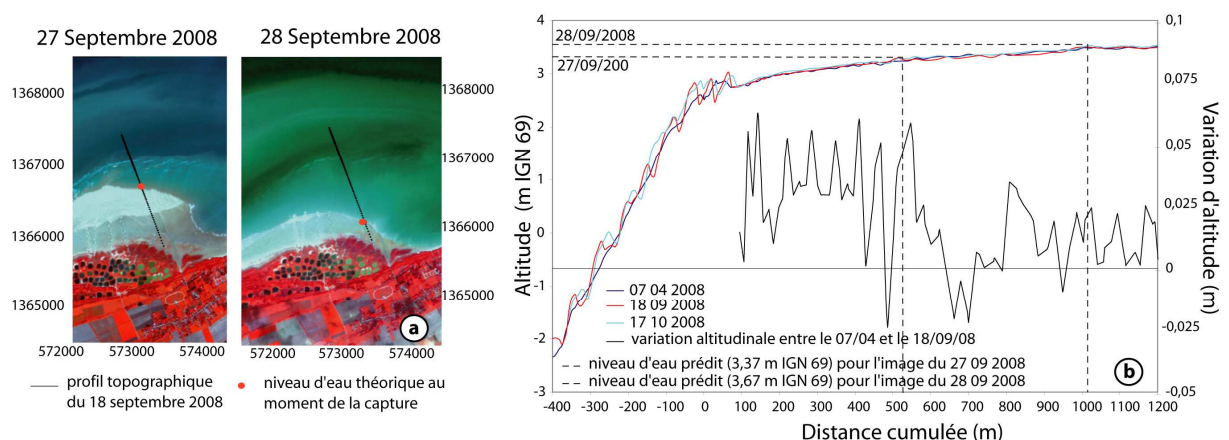 27 Septembre 2008
28 Septembre 2008
1368000
1367000
1366000
1365000
1368000
1367000
1366000
1365000
572000 573000 574000
572000 573000 574000
a
profil topographique
du 18 septembre 2008
niveau d'eau théorique au
moment de la capture
28/09/2008
27/09/200
Altitude (m IGN 69)
4
3
2
1
0
-1
-2
-3
0,1
0,075
0,05
0,025
0
-0,025
-0,05
Variation d'altitude (m)
07 04 2008
18 09 2008
17 10 2008
variation altitudinale entre le 07/04 et le 18/09/08
niveau d'eau prédit (3,37 m IGN 69) pour l'image du 27 09 2008
niveau d'eau prédit (3,67 m IGN 69) pour l'image du 28 09 2008
b
-400 -300 -200 -100 0 100 200 300 400 500 600 700 800 900 1000 1100 1200
Distance cumulée (m)